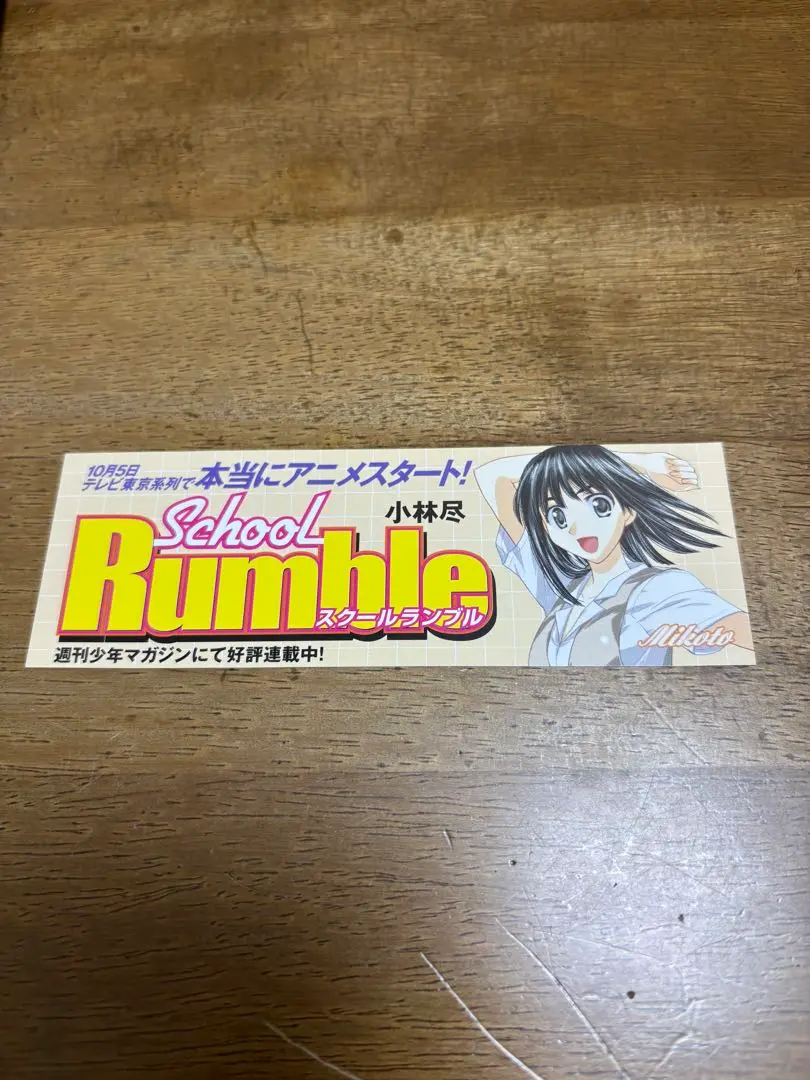 10月5日
テレビ東京系列で本当にアニメスタート!
School
小林尽
Rumble
スクールランブル
週刊少年マガジンにて好評連載中!
Mikoto